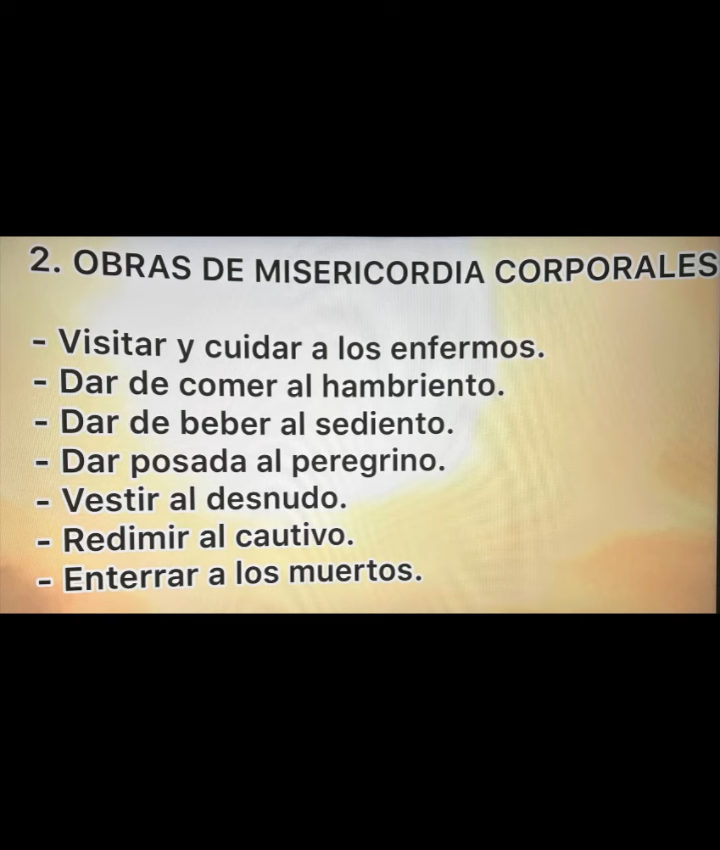 2. OBRAS DE MISERICORDIA CORPORALES
- Visitar y cuidar a los enfermos.
- Dar de comer al hambriento.
- Dar de beber al sediento.
- Dar posada al peregrino.
- Vestir al desnudo.
- Redimir al cautivo.
- Enterrar a los muertos.